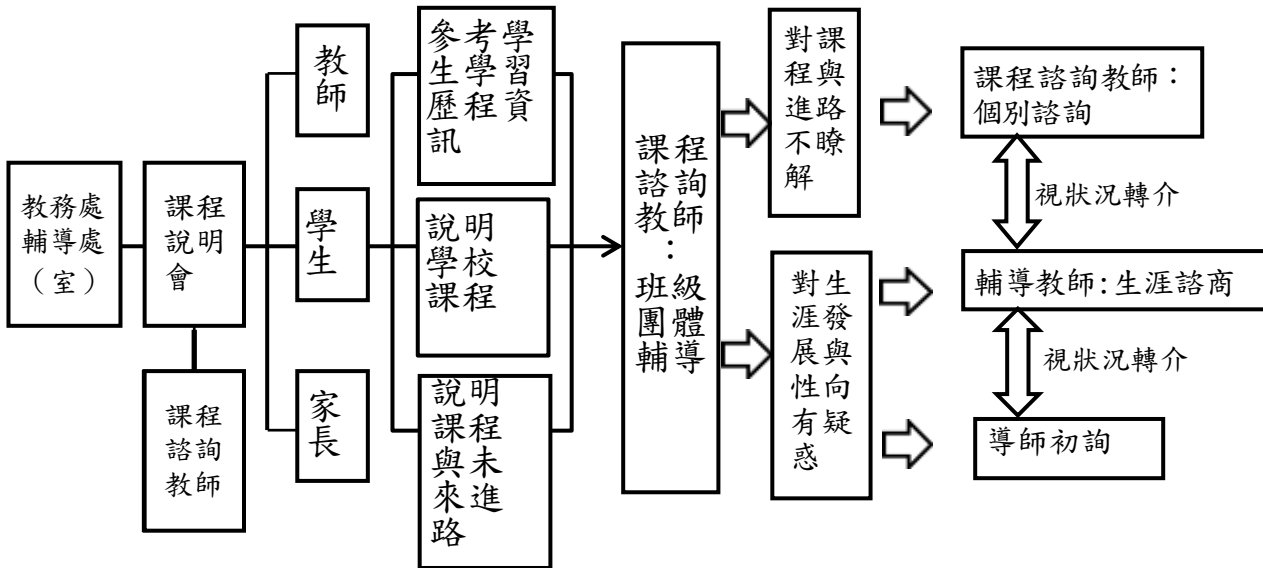 教務處
輔導處
（室）
課程
說明
會
課程
諮詢
教師
教
師
學
生
家
長
參考學
生學習
歷程資
訊
說明
學校
課程
說明
課程
與未
來進
路
課程
諮詢
教師
：
班級
團體
輔導
對課
程與
進路
不瞭
解
對生
涯發
展與
性向
有疑
惑
課程諮詢教師：
個別諮詢
視狀況轉介
輔導教師：生涯諮商
視狀況轉介
導師初詢